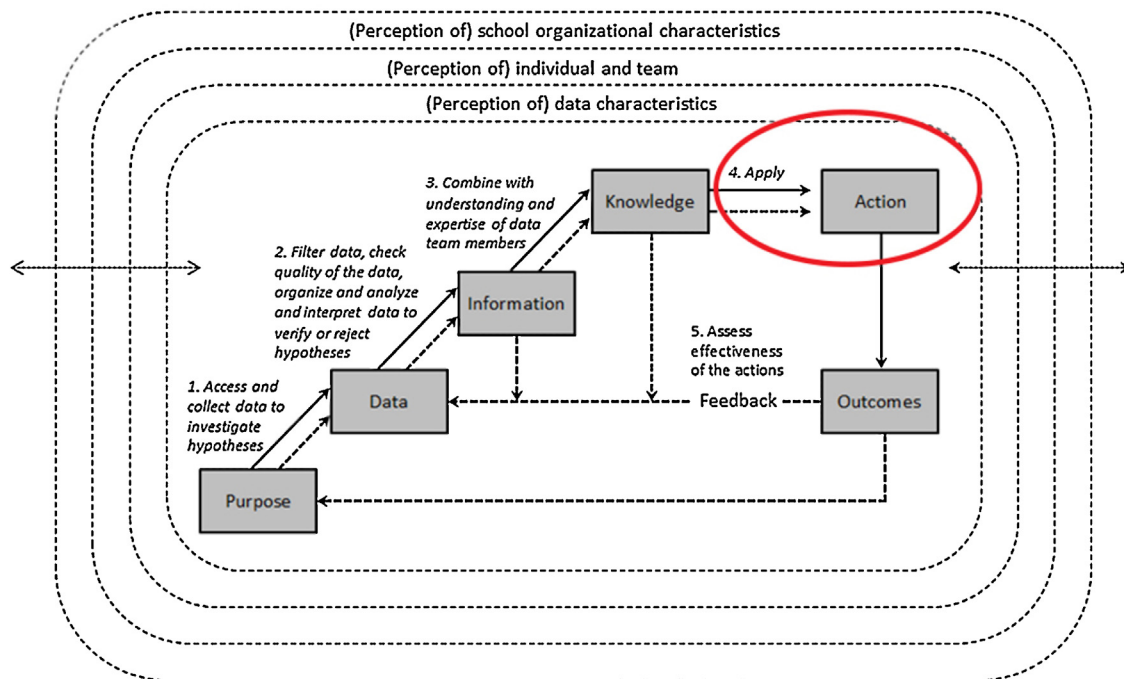 (Perception of) school organizational characteristics
(Perception of) individual and team
(Perception of) data characteristics
4. Apply
Knowledge
Action
3. Combine with
understanding and
expertise of data
team members
2. Filter data, check
quality of the data,
organize and analyze
and interpret data to
verify or reject
hypotheses
Information
5. Assess
effectiveness
of the actions
1. Access and
collect data to
investigate
hypotheses
Data
Feedback
Outcomes
Purpose